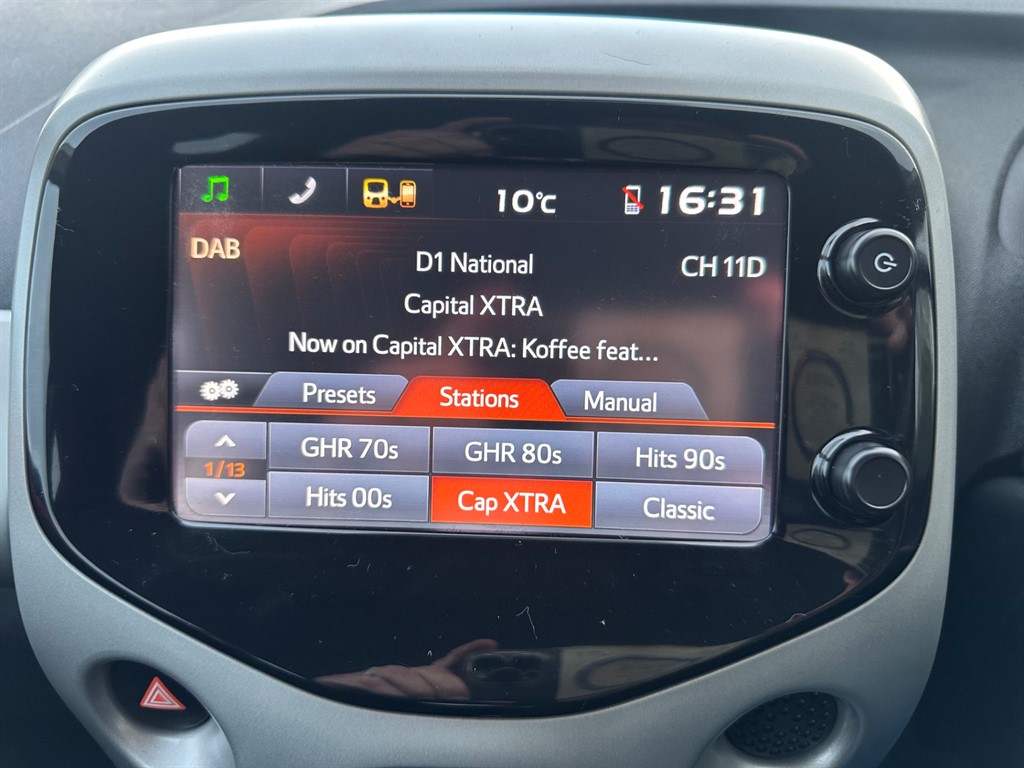 10°C 16:31
DAB
D1 National CH 11D
Capital XTRA
Now on Capital XTRA: Koffee feat...
Presets Stations Manual
GHR 70s GHR 80s Hits 90s
1/13
Hits 00s Cap XTRA Classic